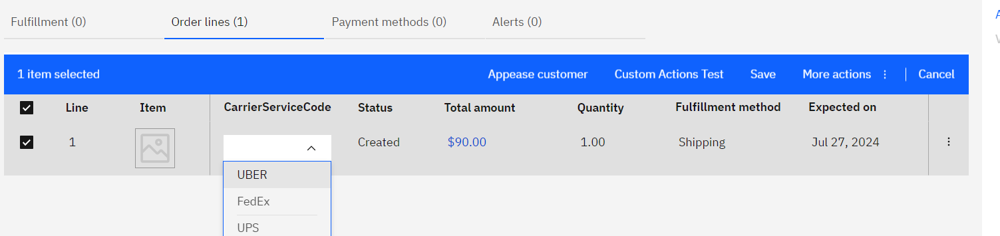 Fulfillment (0) Order lines (1) Payment methods (0) Alerts (0)
1 item selected Appease customer Custom Actions Test Save More actions Cancel
Line Item CarrierServiceCode Status Total amount Quantity Fulfillment method Expected on
1 Created $90.00 1.00 Shipping Jul 27, 2024
UBER
FedEx
UPS